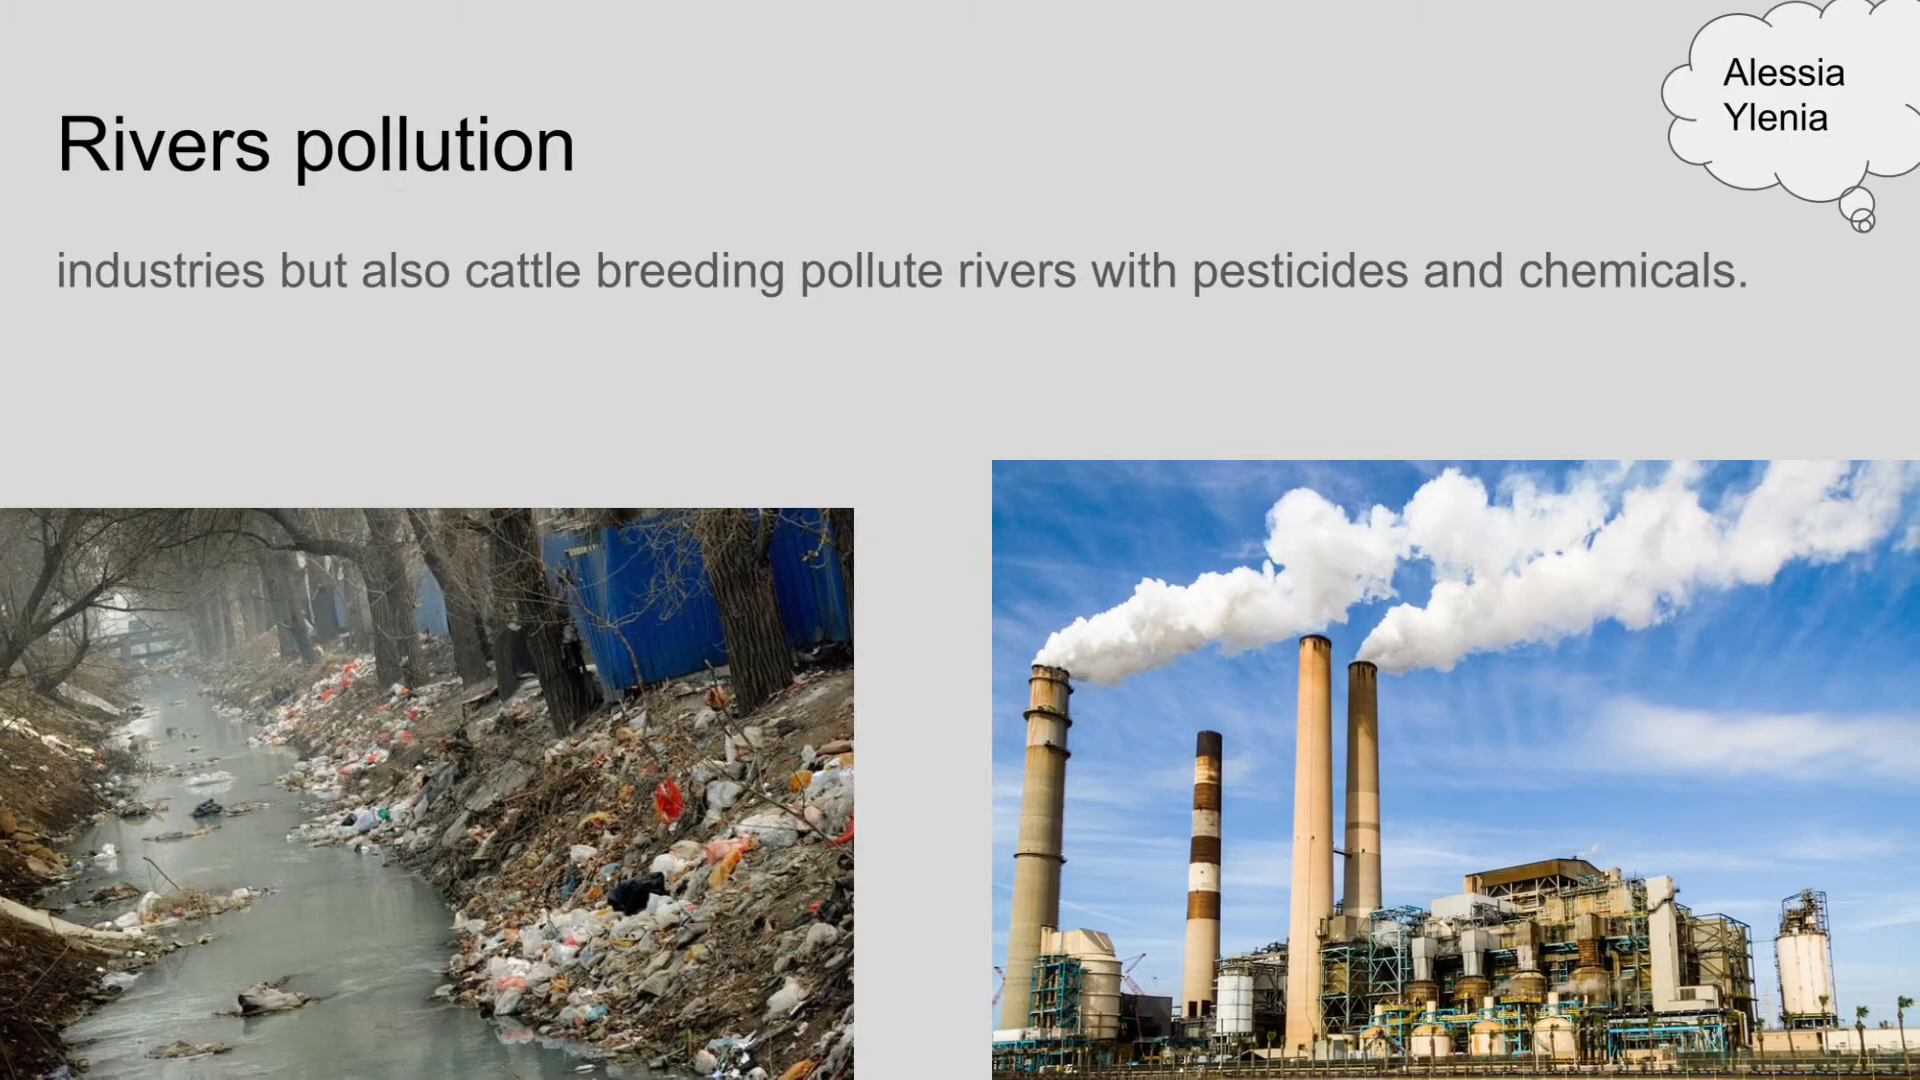 Alessia
Ylenia
Rivers pollution
industries but also cattle breeding pollute rivers with pesticides and chemicals.